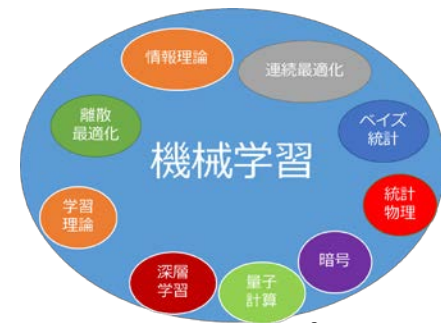 情報理論
連続最適化
離散
最適化
ベイズ
統計
機械学習
統計
物理
学習
理論
暗号
深層
学習
量子
計算